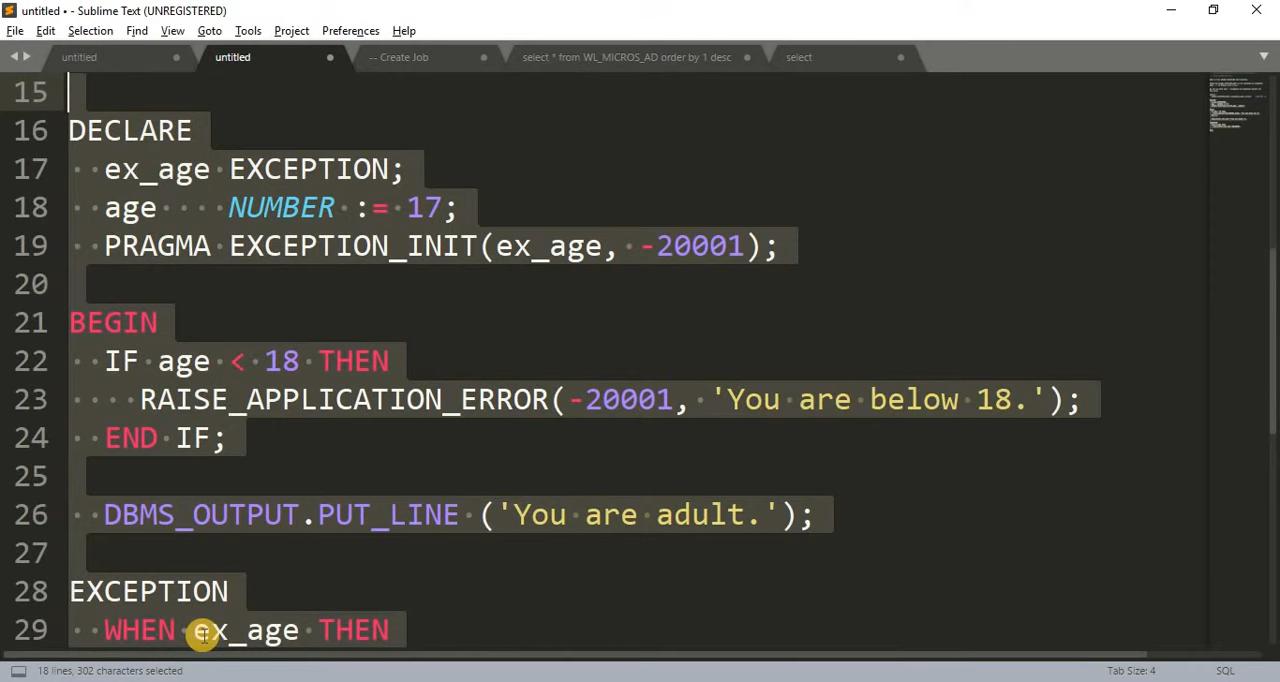 untitled • - Sublime Text (UNREGISTERED)
File Edit Selection Find View Goto Tools Project Preferences Help
untitled untitled -- Create Job select * from WL_MICROS_AD order by 1 desc select
15
16 DECLARE
17 ex_age EXCEPTION;
18 age NUMBER := 17;
19 PRAGMA EXCEPTION_INIT(ex_age, -20001);
20
21 BEGIN
22 IF age < 18 THEN
23 RAISE_APPLICATION_ERROR(-20001, 'You are below 18.');
24 END IF;
25
26 DBMS_OUTPUT.PUT_LINE ('You are adult.');
27
28 EXCEPTION
29 WHEN ex_age THEN
18 lines, 302 characters selected Tab Size: 4 SQL